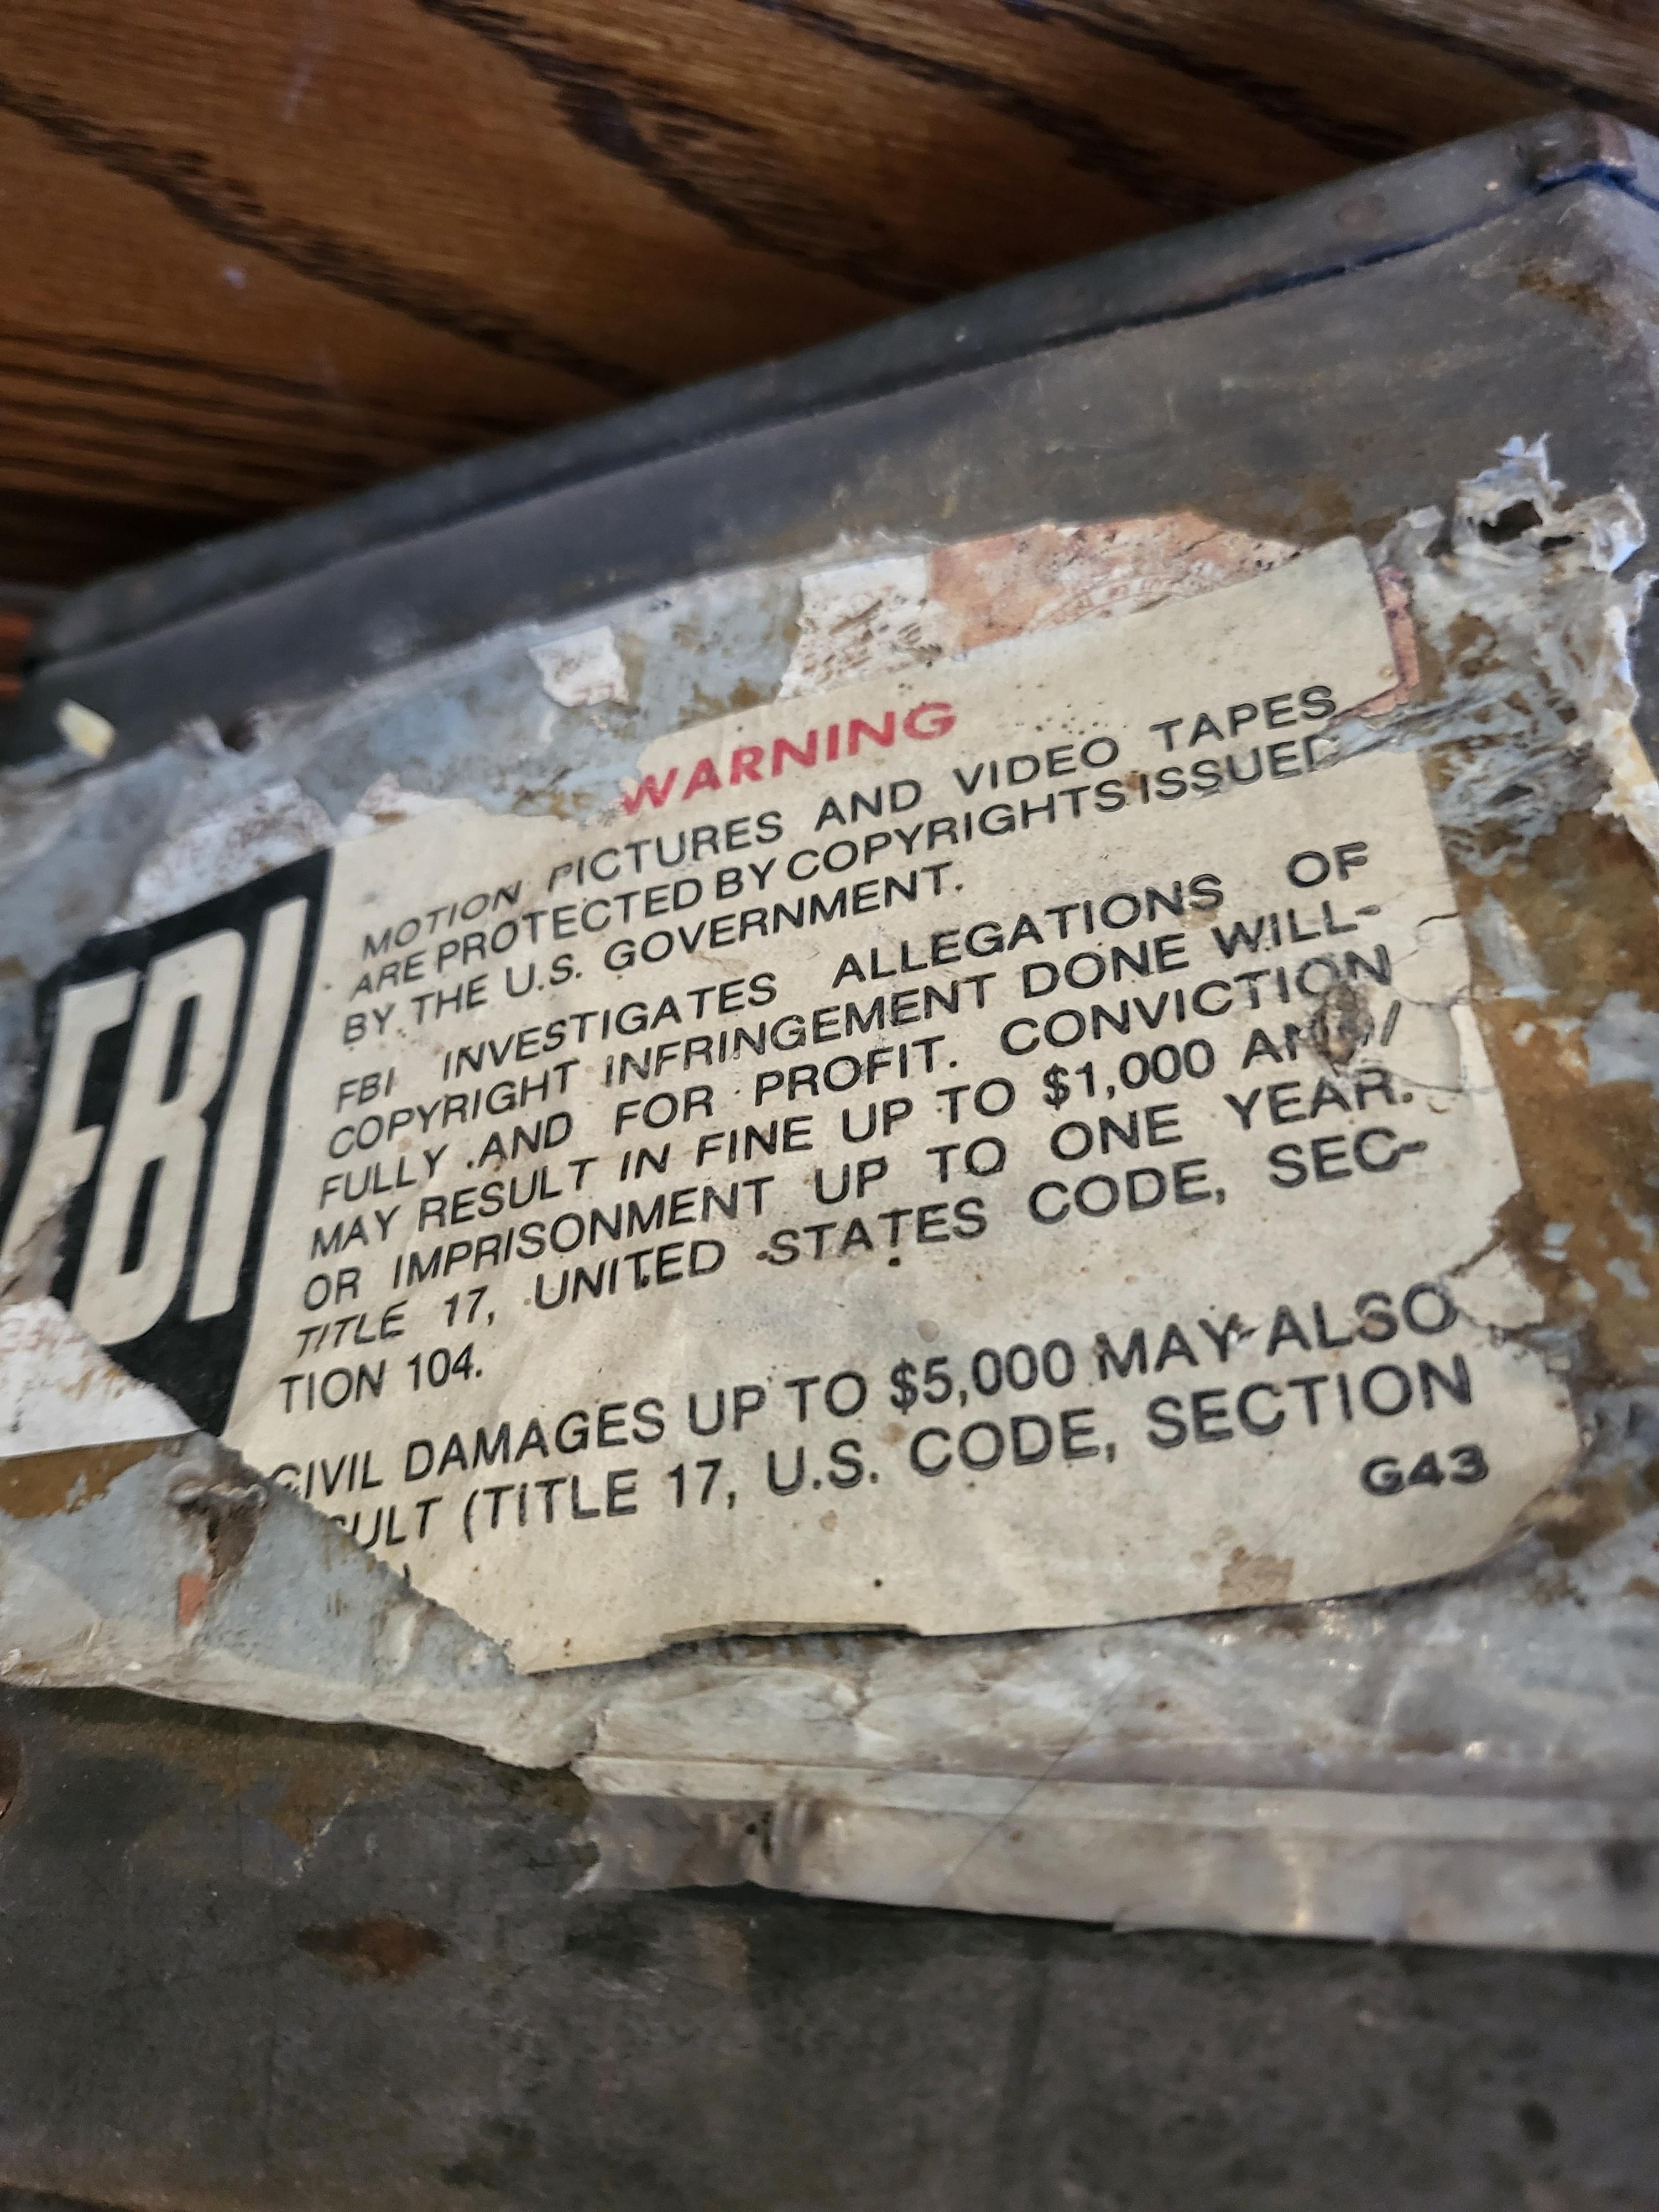 WARNING
FBI
MOTION PICTURES AND VIDEO TAPES
ARE PROTECTED BY COPYRIGHTS ISSUED
BY THE U.S. GOVERNMENT.
FBI INVESTIGATES ALLEGATIONS OF
COPYRIGHT INFRINGEMENT DONE WILL-
FULLY AND FOR PROFIT. CONVICTION
MAY RESULT IN FINE UP TO $1,000 AND/
OR IMPRISONMENT UP TO ONE YEAR.
TITLE 17, UNITED STATES CODE, SEC-
TION 104.
CIVIL DAMAGES UP TO $5,000 MAY ALSO
SULT (TITLE 17, U.S. CODE, SECTION
G43